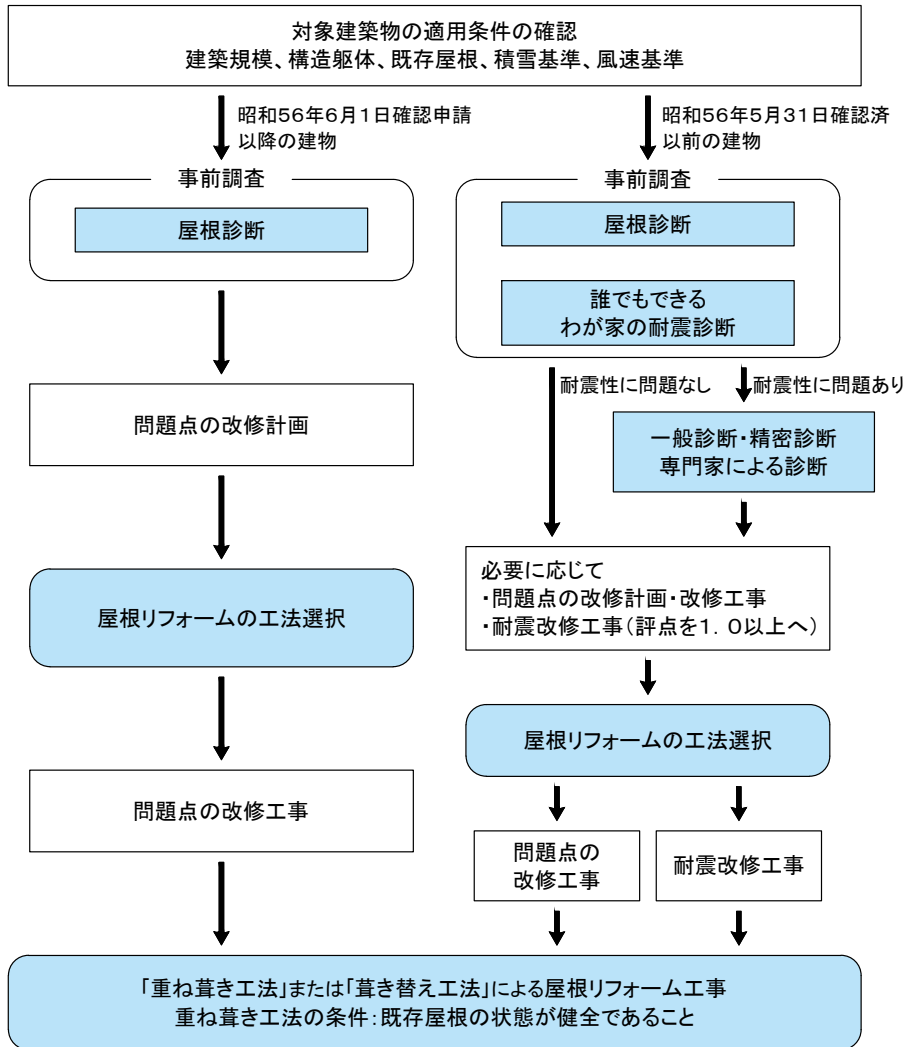 対象建築物の適用条件の確認
建築規模、構造躯体、既存屋根、積雪基準、風速基準
昭和56年6月1日確認申請
以降の建物
事前調査
屋根診断
問題点の改修計画
屋根リフォームの工法選択
問題点の改修工事
昭和56年5月31日確認済
以前の建物
事前調査
屋根診断
誰でもできる
わが家の耐震診断
耐震性に問題なし
耐震性に問題あり
一般診断・精密診断
専門家による診断
必要に応じて
・問題点の改修計画・改修工事
・耐震改修工事(評点を1.0以上へ)
屋根リフォームの工法選択
問題点の
改修工事
耐震改修工事
「重ね葺き工法」または「葺き替え工法」による屋根リフォーム工事
重ね葺き工法の条件:既存屋根の状態が健全であること